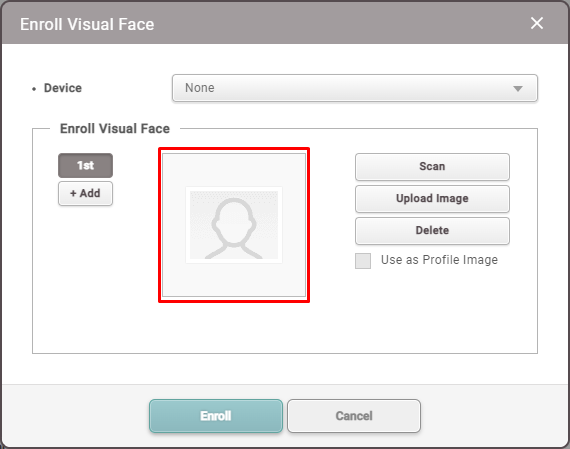 Enroll Visual Face
• Device
None
Enroll Visual Face
1st
+ Add
Scan
Upload Image
Delete
Use as Profile Image
Enroll
Cancel